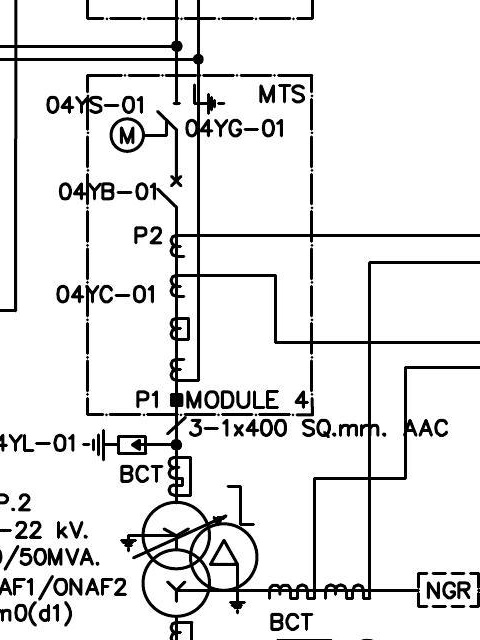 MTS
04YS-01
M
04YG-01
04YB-01
P2
04YC-01
P1 MODULE 4
3-1x400 SQ.mm. AAC
4YL-01
BCT
P.2
-22 kV.
/50MVA.
AF1/ONAF2
m0(d1)
NGR
BCT